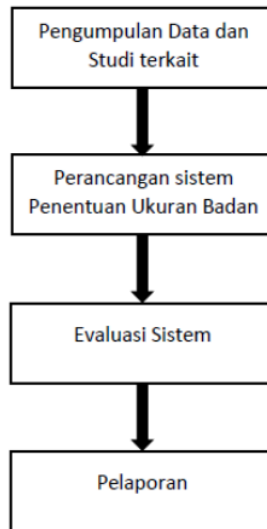 Pengumpulan Data dan
Studi terkait
Perancangan sistem
Penentuan Ukuran Badan
Evaluasi Sistem
Pelaporan